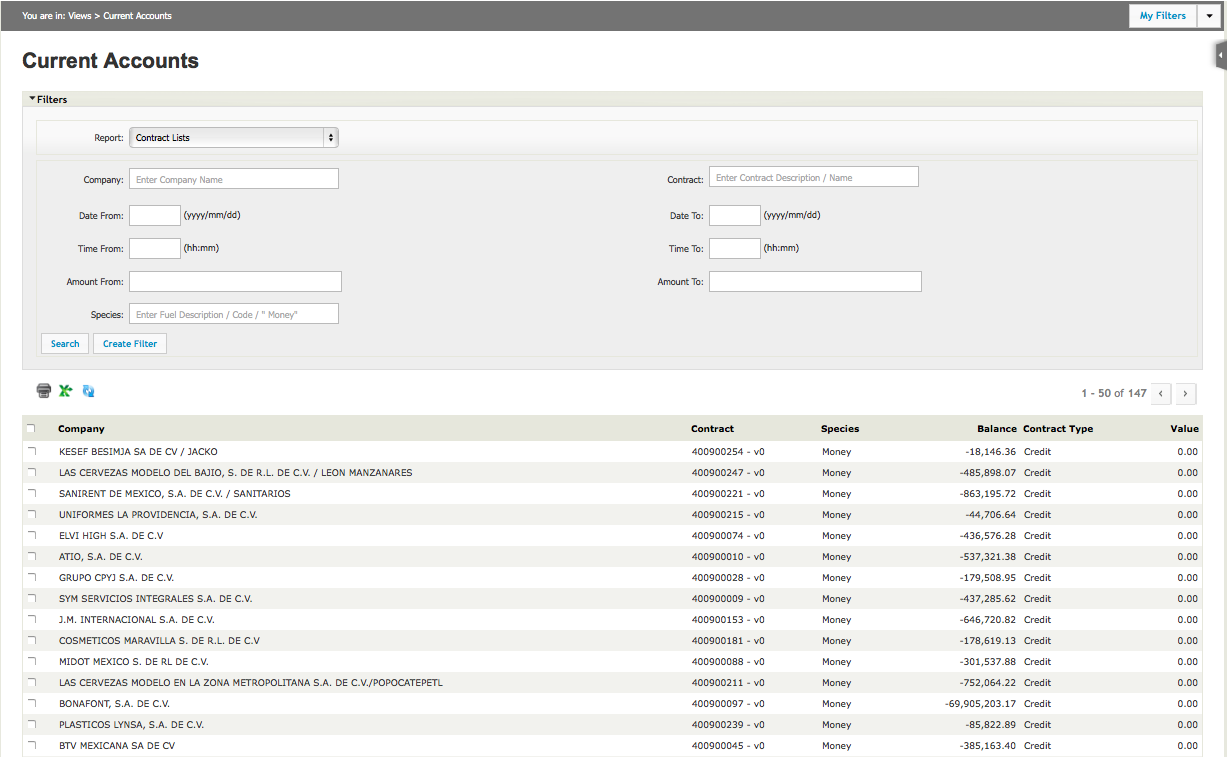 You are in: Views > Current Accounts My Filters
Current Accounts
Filters
Report: Contract Lists
Company: Enter Company Name Contract: Enter Contract Description / Name
Date From: (yyyy/mm/dd) Date To: (yyyy/mm/dd)
Time From: (hh:mm) Time To: (hh:mm)
Amount From: Amount To:
Species: Enter Fuel Description / Code / " Money"
Search Create Filter
1 - 50 of 147
Company Contract Species Balance Contract Type Value
KESEF BESIMJA SA DE CV / JACKO 400900254 - v0 Money -18,146.36 Credit 0.00
LAS CERVEZAS MODELO DEL BAJIO, S. DE R.L. DE C.V. / LEON MANZANARES 400900247 - v0 Money -485,898.07 Credit 0.00
SANIRENT DE MEXICO, S.A. DE C.V. / SANITARIOS 400900221 - v0 Money -863,195.72 Credit 0.00
UNIFORMES LA PROVIDENCIA, S.A. DE C.V. 400900215 - v0 Money -44,706.64 Credit 0.00
ELVI HIGH S.A. DE C.V 400900074 - v0 Money -436,576.28 Credit 0.00
ATIO, S.A. DE C.V. 400900010 - v0 Money -537,321.38 Credit 0.00
GRUPO CPYJ S.A. DE C.V. 400900028 - v0 Money -179,508.95 Credit 0.00
SYM SERVICIOS INTEGRALES S.A. DE C.V. 400900009 - v0 Money -437,285.62 Credit 0.00
J.M. INTERNACIONAL S.A. DE C.V. 400900153 - v0 Money -646,720.82 Credit 0.00
COSMETICOS MARAVILLA S. DE R.L. DE C.V 400900181 - v0 Money -178,619.13 Credit 0.00
MIDOT MEXICO S. DE RL DE C.V. 400900088 - v0 Money -301,537.88 Credit 0.00
LAS CERVEZAS MODELO EN LA ZONA METROPOLITANA S.A. DE C.V./POPOCATEPETL 400900211 - v0 Money -752,064.22 Credit 0.00
BONAFONT, S.A. DE C.V. 400900097 - v0 Money -69,905,203.17 Credit 0.00
PLASTICOS LYNSA, S.A. DE C.V. 400900239 - v0 Money -85,822.89 Credit 0.00
BTV MEXICANA SA DE CV 400900045 - v0 Money -385,163.40 Credit 0.00